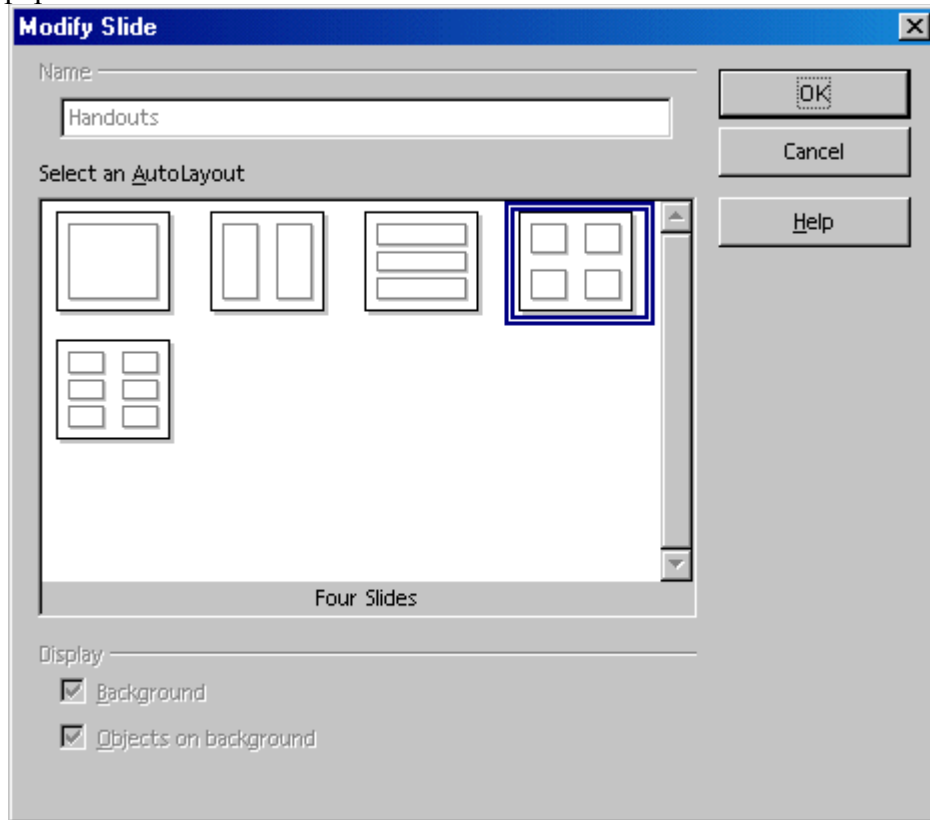 Modify Slide
Name
Handouts
OK
Cancel
Select an AutoLayout
Help
Four Slides
Display
Background
Objects on background